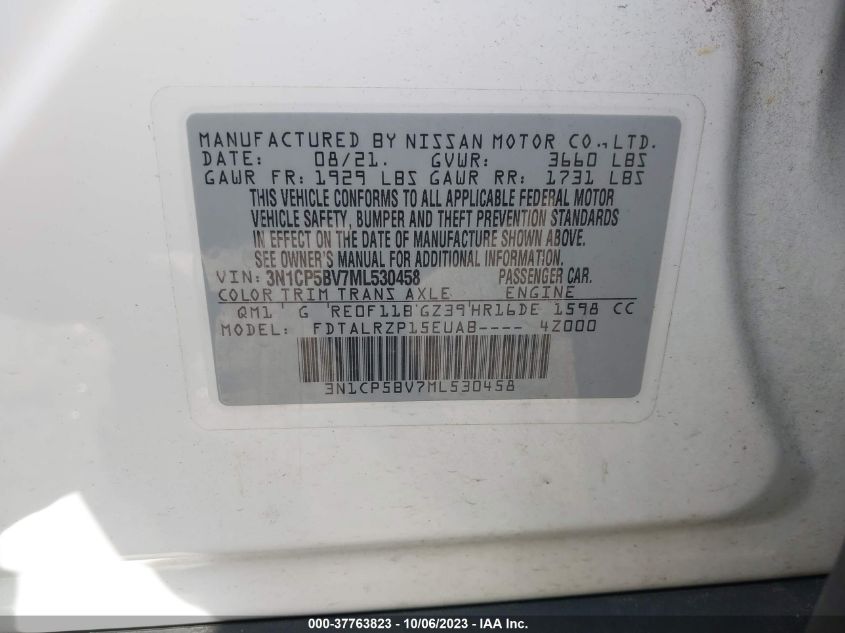 MANUFACTURED BY NISSAN MOTOR CO., LTD.
DATE: 08/21. GVWR: 3660 LBS
GAWR FR: 1929 LBS GAWR RR: 1731 LBS
THIS VEHICLE CONFORMS TO ALL APPLICABLE FEDERAL MOTOR
VEHICLE SAFETY, BUMPER AND THEFT PREVENTION STANDARDS
IN EFFECT ON THE DATE OF MANUFACTURE SHOWN ABOVE.
SEE OWNER'S MANUAL FOR ADDITIONAL INFORMATION.
VIN: 3N1CP5BV7ML530458 PASSENGER CAR.
COLOR TRIM TRANS AXLE ENGINE
QM1 G RE0F11B GZ39 HR16DE 1598 CC
MODEL: FDTALRZP15EUAB---- 4Z000
3N1CP5BV7ML530458
000-37763823 - 10/06/2023 - IAA Inc.